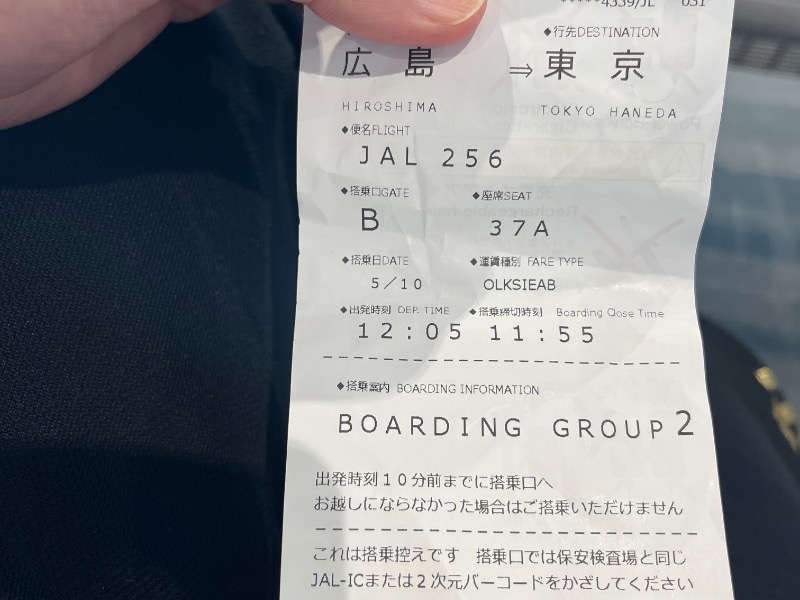 4339/JL 031
◆行先DESTINATION
広島 ⇒ 東京
HIROSHIMA TOKYO HANEDA
◆便名FLIGHT
JAL 256
◆搭乗口GATE ◆座席SEAT
B 37A
◆搭乗日DATE ◆運賃種別 FARE TYPE
5/10 OLKSIEAB
◆出発時刻 DEP. TIME ◆搭乗締切時刻 Boarding Close Time
12:05 11:55
◆搭乗案内 BOARDING INFORMATION
BOARDING GROUP 2
出発時刻10分前までに搭乗口へ
お越しにならなかった場合はご搭乗いただけません
これは搭乗控えです 搭乗口では保安検査場と同じ
JAL-ICまたは2次元バーコードをかざしてください